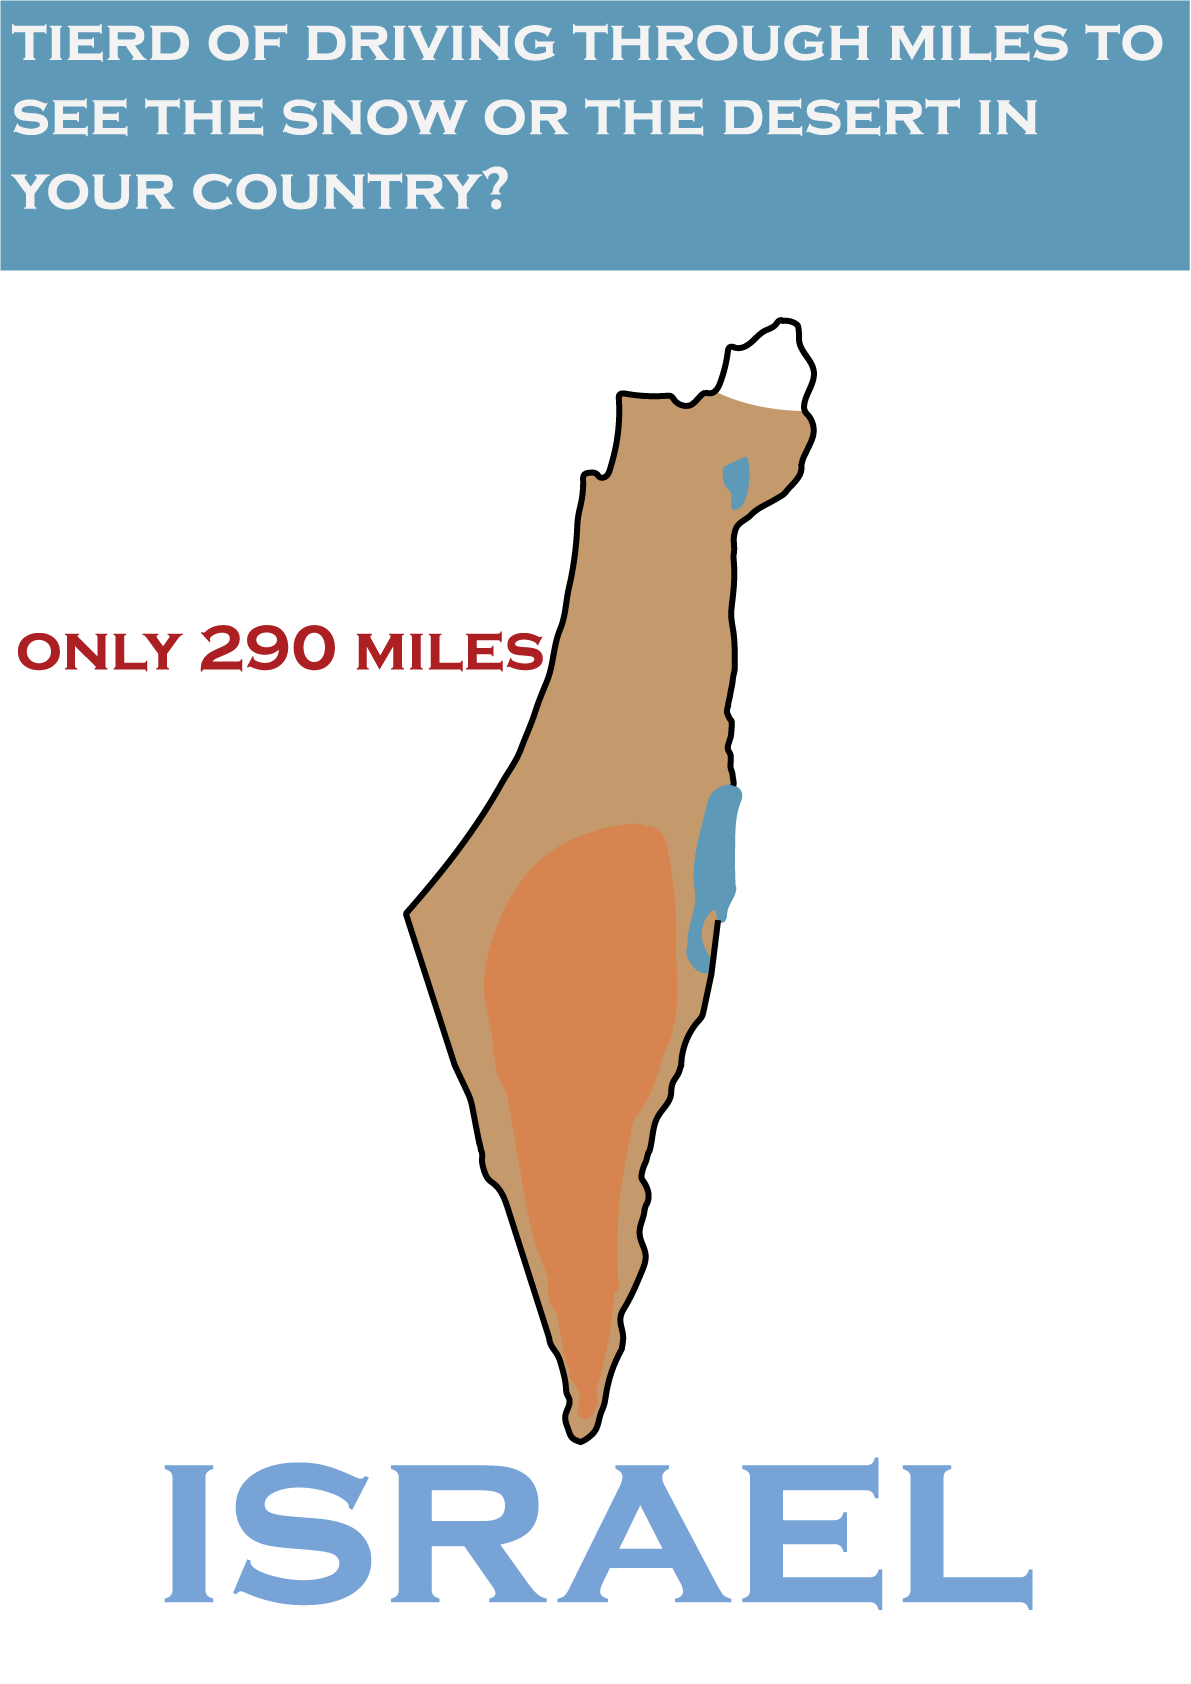 TIERD OF DRIVING THROUGH MILES TO
SEE THE SNOW OR THE DESERT IN
YOUR COUNTRY?
ONLY 290 MILES
ISRAEL